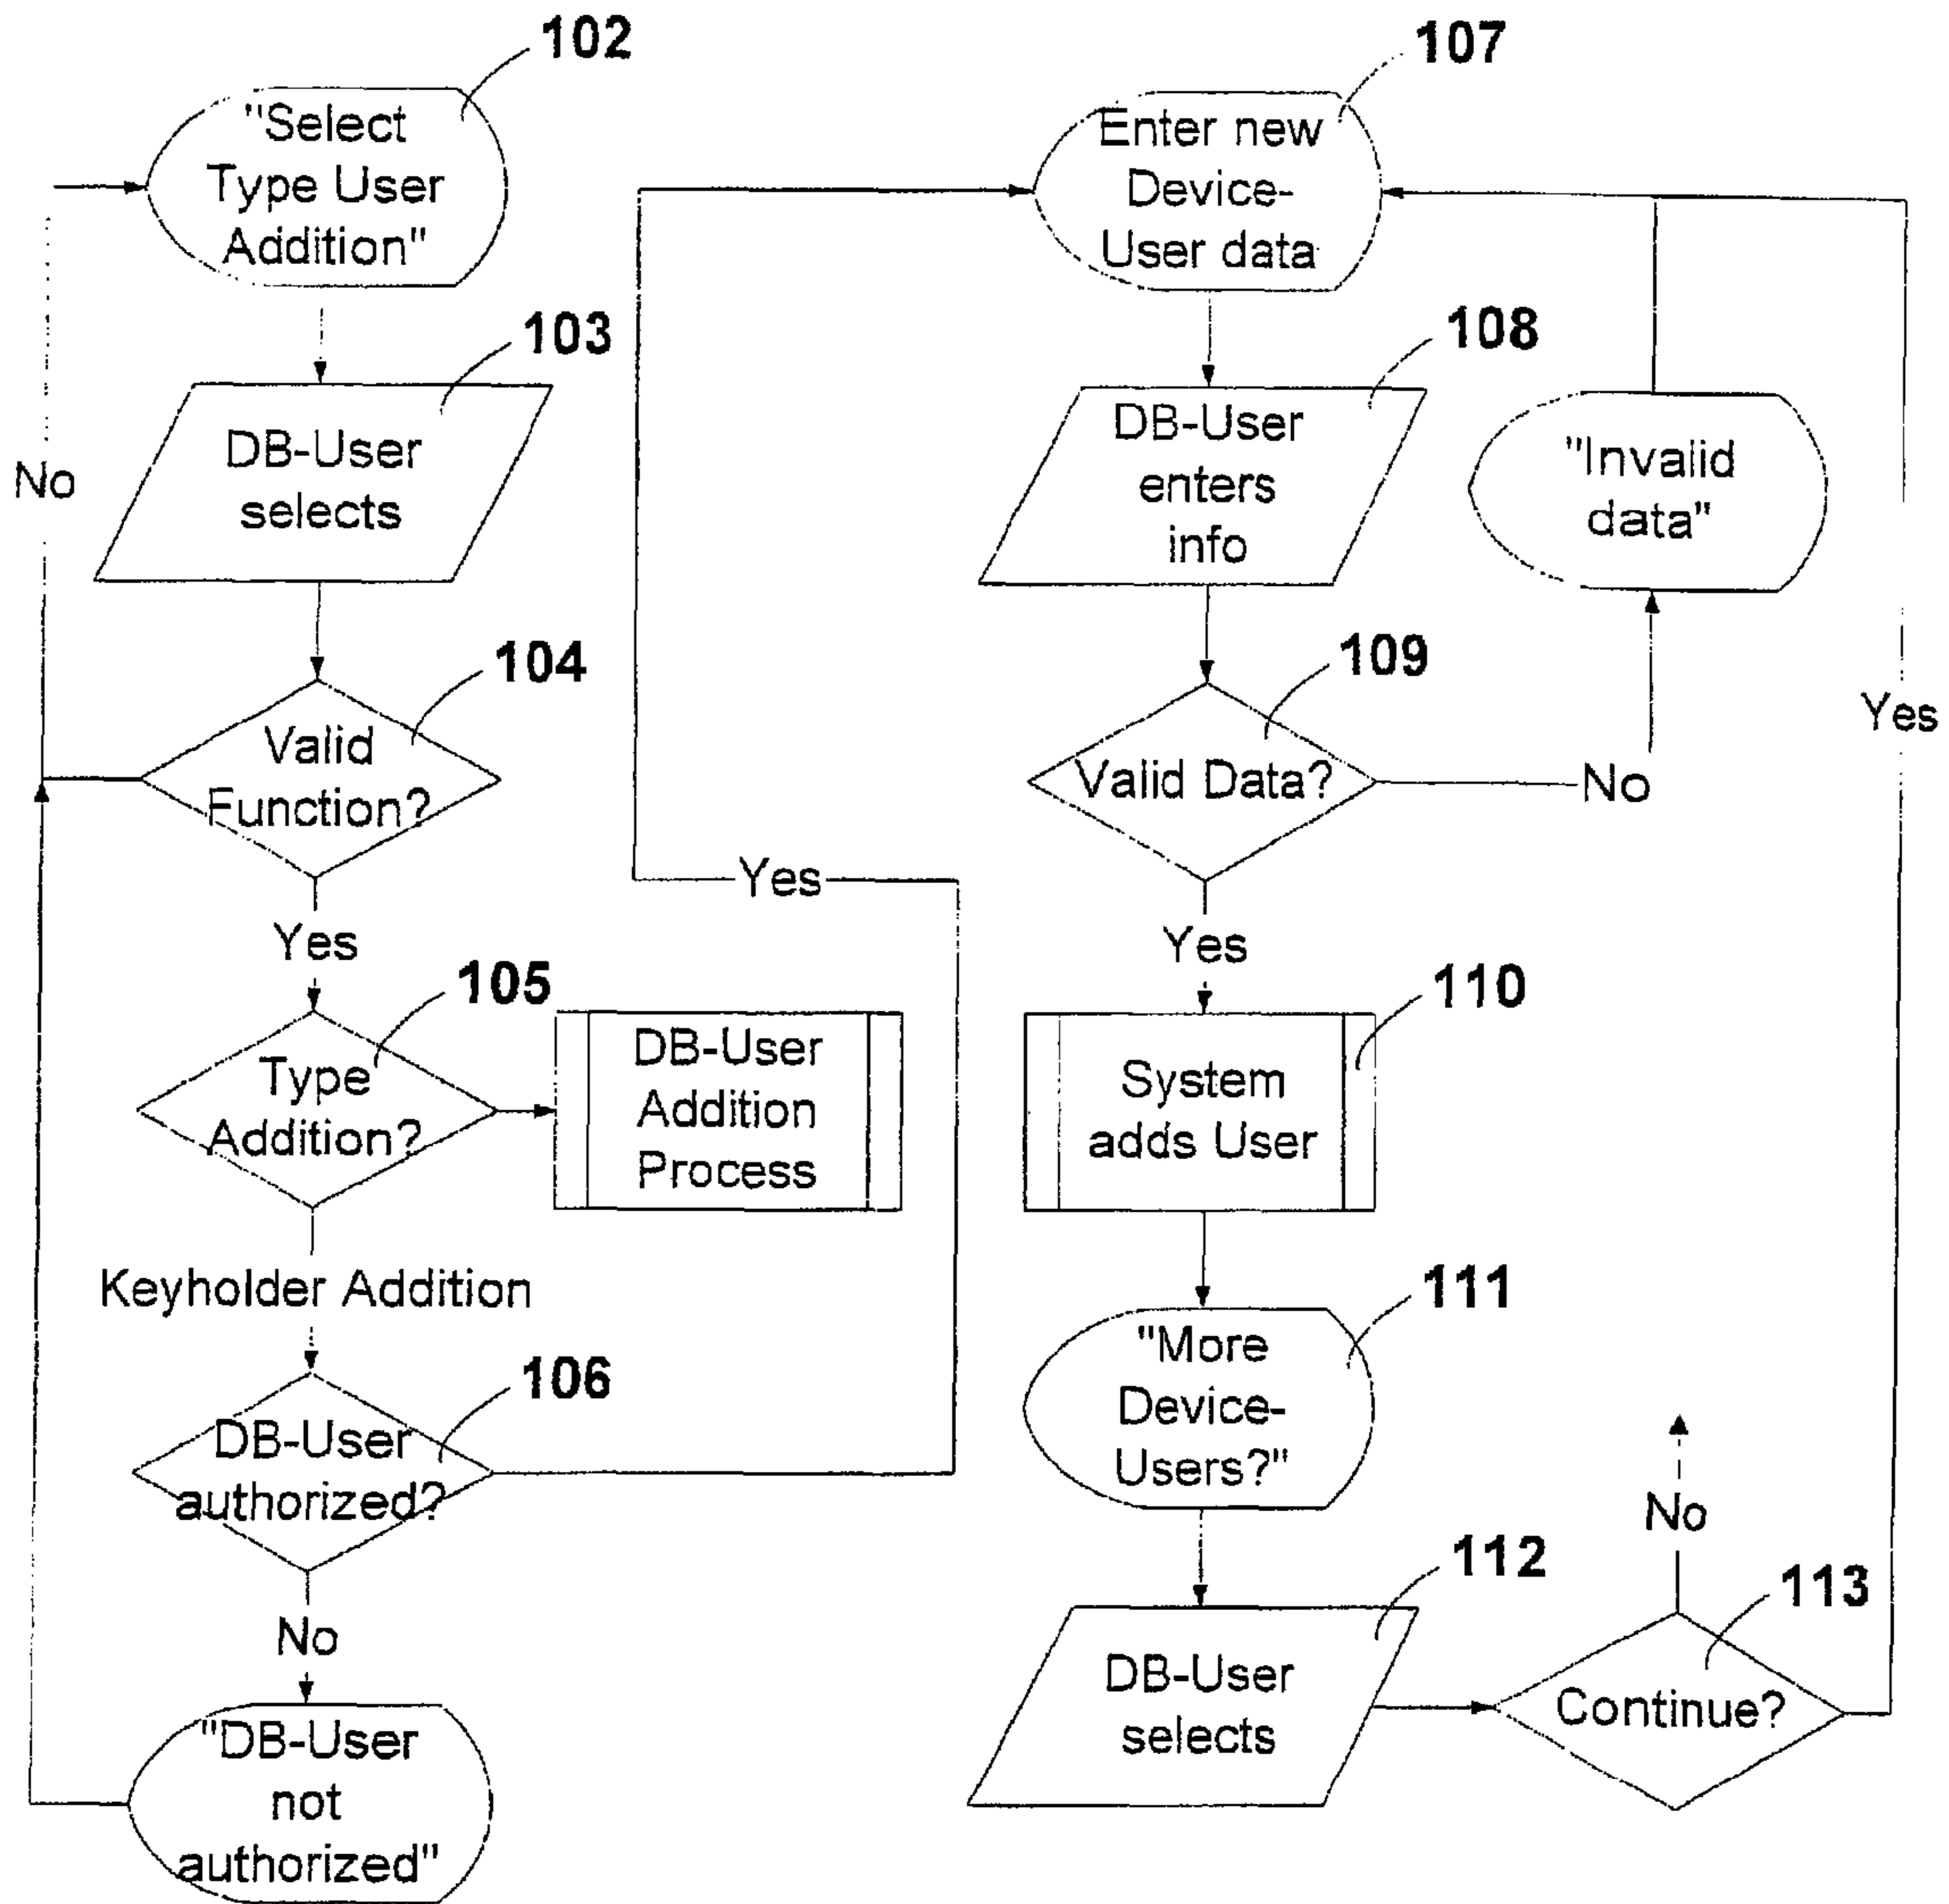 102
"Select
Type User
Addition"
103
DB-User
selects
No
104
Valid
Function?
Yes
105
Type
Addition?
DB-User
Addition
Process
Keyholder Addition
106
DB-User
authorized?
Yes
No
"DB-User
not
authorized"
107
Enter new
Device-
User data
108
DB-User
enters
info
"Invalid
data"
109
Valid Data?
No
Yes
Yes
110
System
adds User
111
"More
Device-
Users?"
112
DB-User
selects
113
Continue?
No